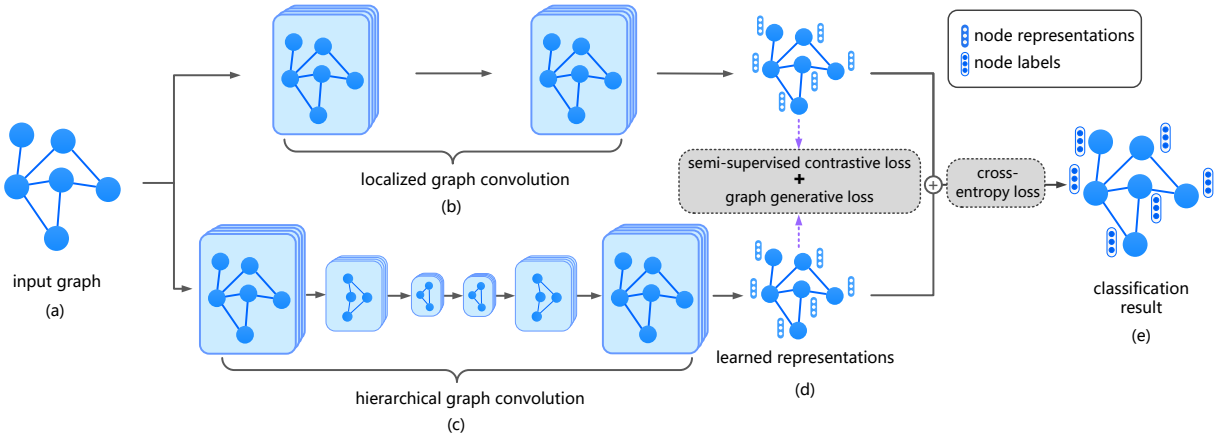 input graph
(a)
localized graph convolution
(b)
hierarchical graph convolution
(c)
semi-supervised contrastive loss
+
graph generative loss
learned representations
(d)
node representations
node labels
cross-
entropy loss
classification
result
(e)